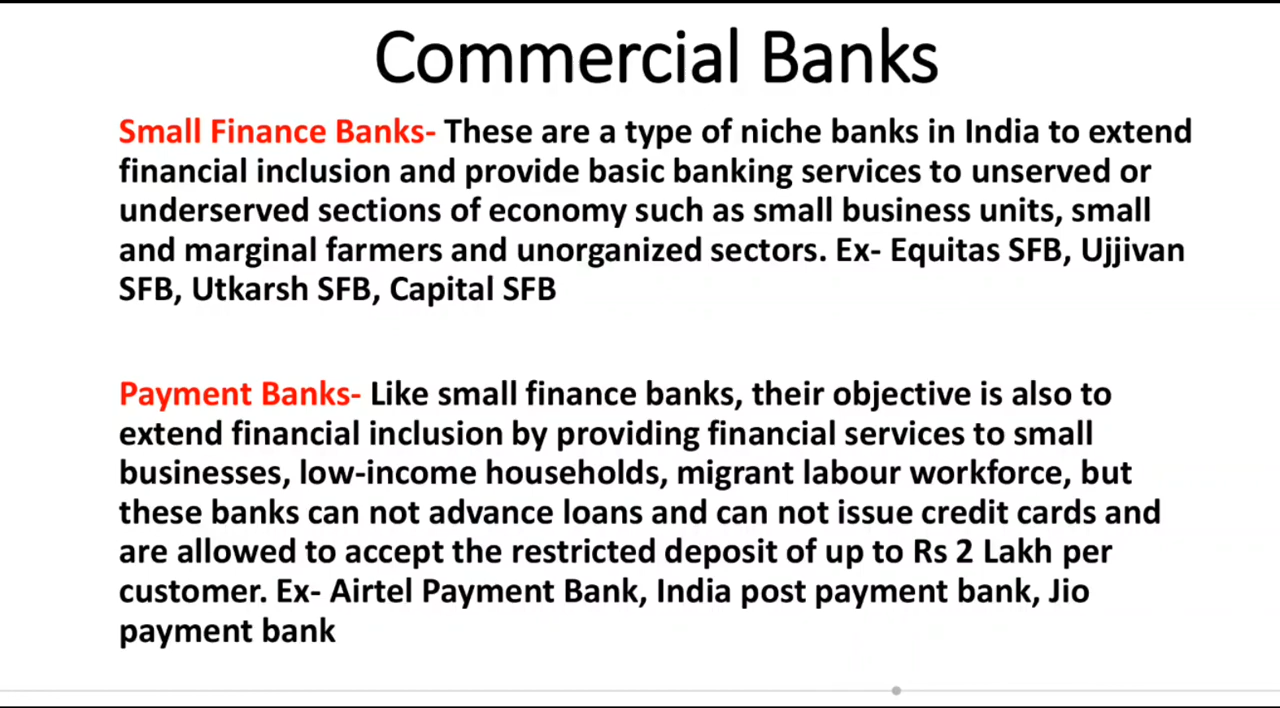 Commercial Banks
Small Finance Banks- These are a type of niche banks in India to extend
financial inclusion and provide basic banking services to unserved or
underserved sections of economy such as small business units, small
and marginal farmers and unorganized sectors. Ex- Equitas SFB, Ujjivan
SFB, Utkarsh SFB, Capital SFB
Payment Banks- Like small finance banks, their objective is also to
extend financial inclusion by providing financial services to small
businesses, low-income households, migrant labour workforce, but
these banks can not advance loans and can not issue credit cards and
are allowed to accept the restricted deposit of up to Rs 2 Lakh per
customer. Ex- Airtel Payment Bank, India post payment bank, Jio
payment bank